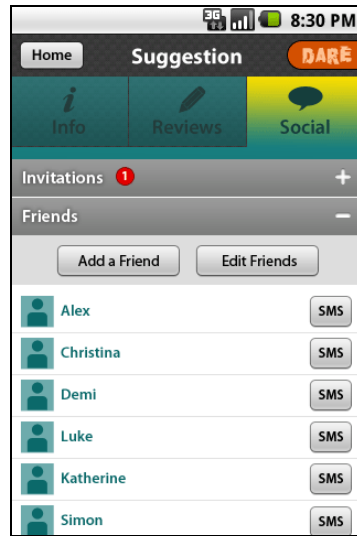 3G 8:30 PM
Home Suggestion DARE
i
Info Reviews Social
Invitations 1 +
Friends −
Add a Friend Edit Friends
Alex SMS
Christina SMS
Demi SMS
Luke SMS
Katherine SMS
Simon SMS